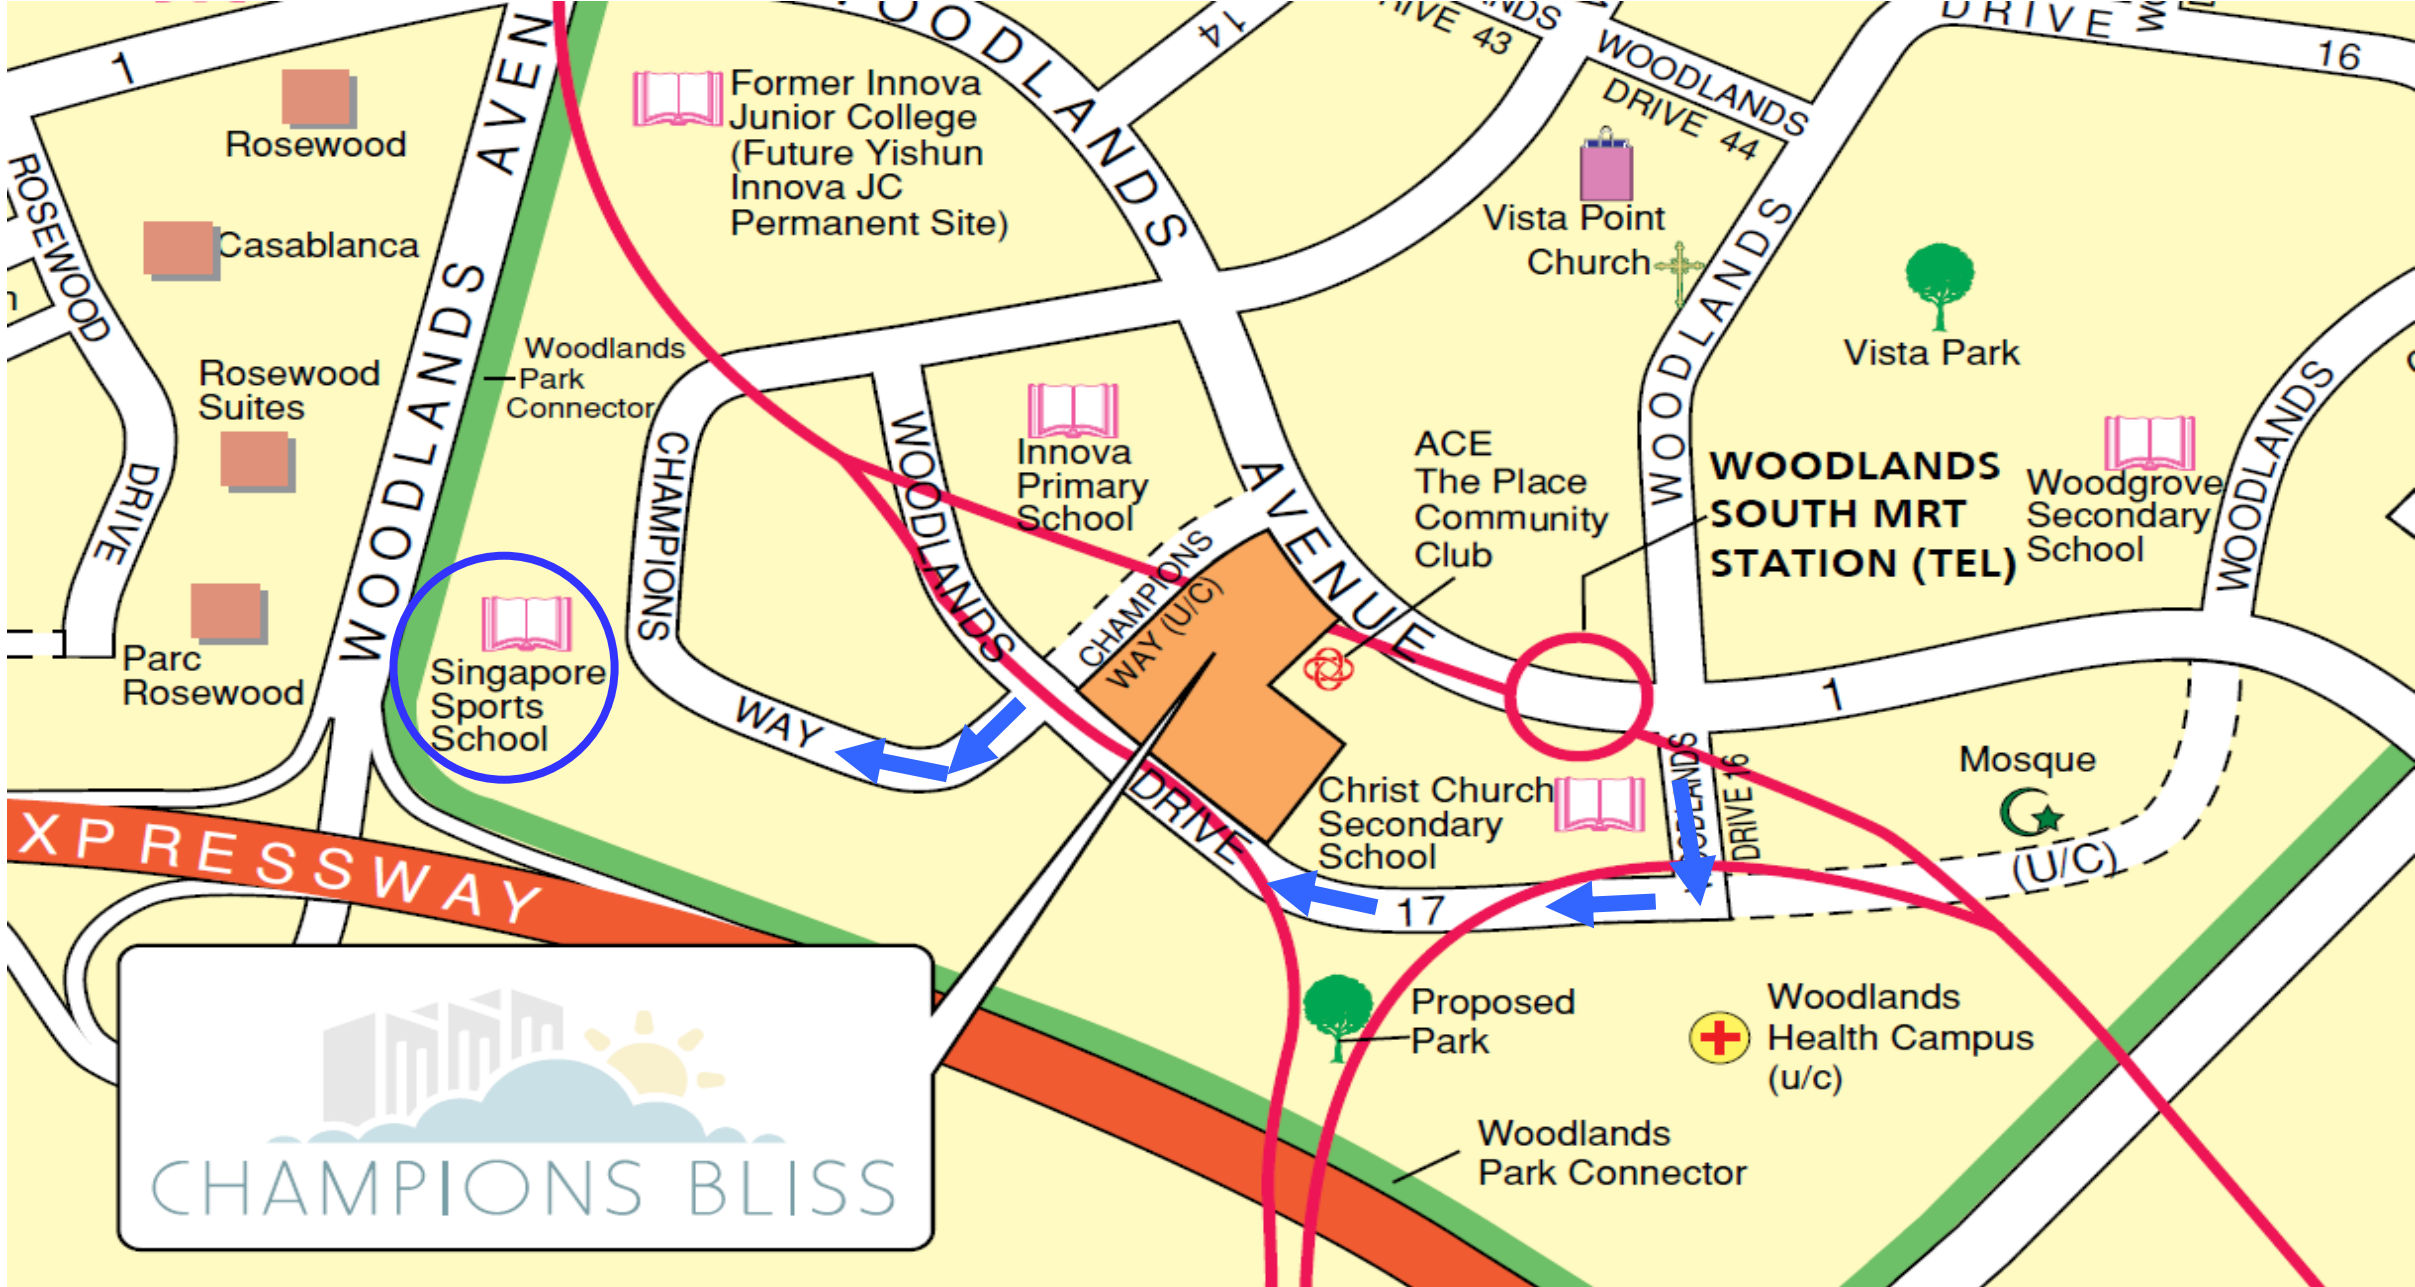 1
AVEN
WOODLANDS
14
RIVE 43
NDS
WOODLANDS
DRIVE 44
DRIVE
16
Rosewood
Former Innova
Junior College
(Future Yishun
Innova JC
Permanent Site)
ROSEWOOD
Casablanca
Vista Point
Church
WOODLANDS
Vista Park
Woodlands
Park
Connector
Rosewood
Suites
WOODLANDS
DRIVE
CHAMPIONS
WOODLANDS
Innova
Primary
School
AVENUE
ACE
The Place
Community
Club
WOODLANDS
SOUTH MRT
STATION (TEL)
Woodgrove
Secondary
School
WOODLANDS
CHAMPIONS
WAY (U/C)
Parc
Rosewood
Singapore
Sports
School
WAY
1
DRIVE
Christ Church
Secondary
School
DRIVE 16
Mosque
(U/C)
17
XPRESSWAY
Proposed
Park
Woodlands
Health Campus
(u/c)
Woodlands
Park Connector
CHAMPIONS BLISS